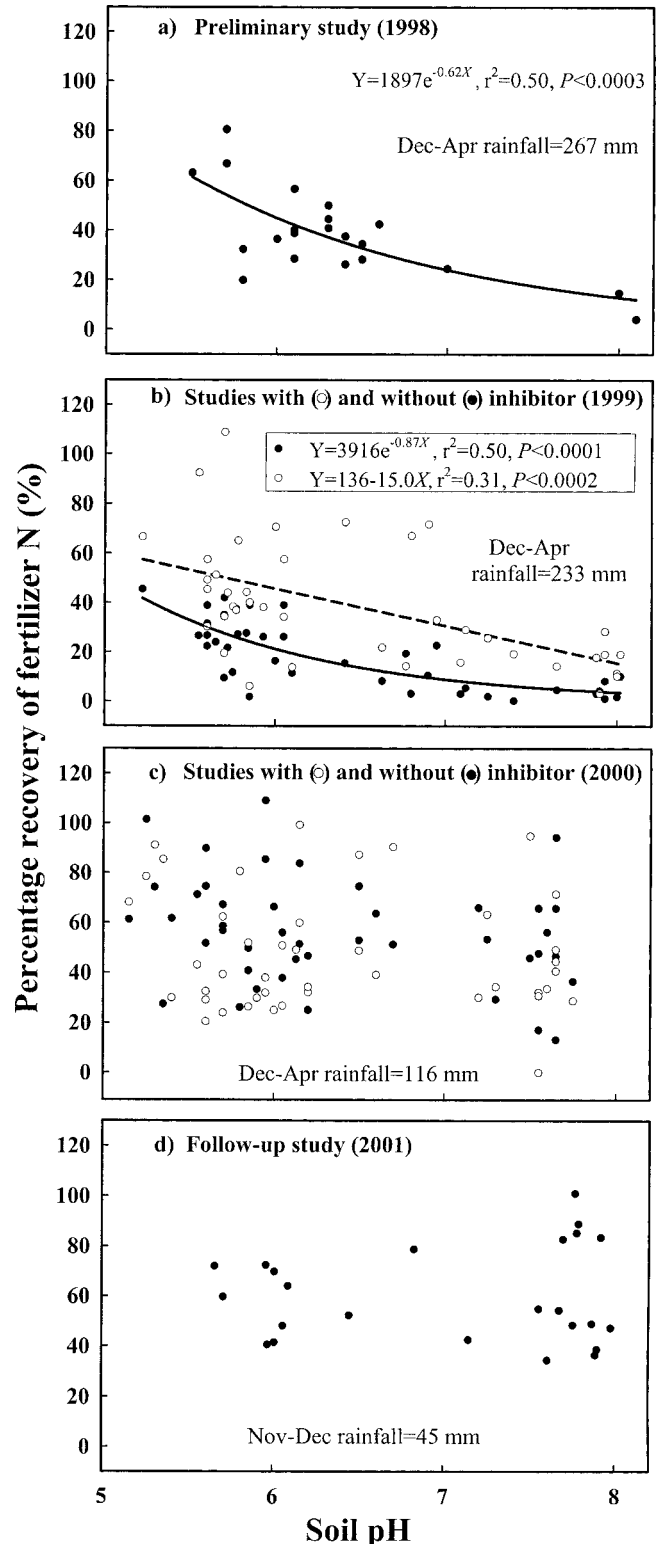 Percentage recovery of fertilizer N (%)
120
100
80
60
40
20
0
a) Preliminary study (1998)
Y=1897e^-0.62X, r²=0.50, P<0.0003
Dec-Apr rainfall=267 mm
120
100
80
60
40
20
0
b) Studies with (○) and without (●) inhibitor (1999)
● Y=3916e^-0.87X, r²=0.50, P<0.0001
○ Y=136-15.0X, r²=0.31, P<0.0002
Dec-Apr
rainfall=233 mm
120
100
80
60
40
20
0
c) Studies with (○) and without (●) inhibitor (2000)
Dec-Apr rainfall=116 mm
120
100
80
60
40
20
0
d) Follow-up study (2001)
Nov-Dec rainfall=45 mm
5 6 7 8
Soil pH